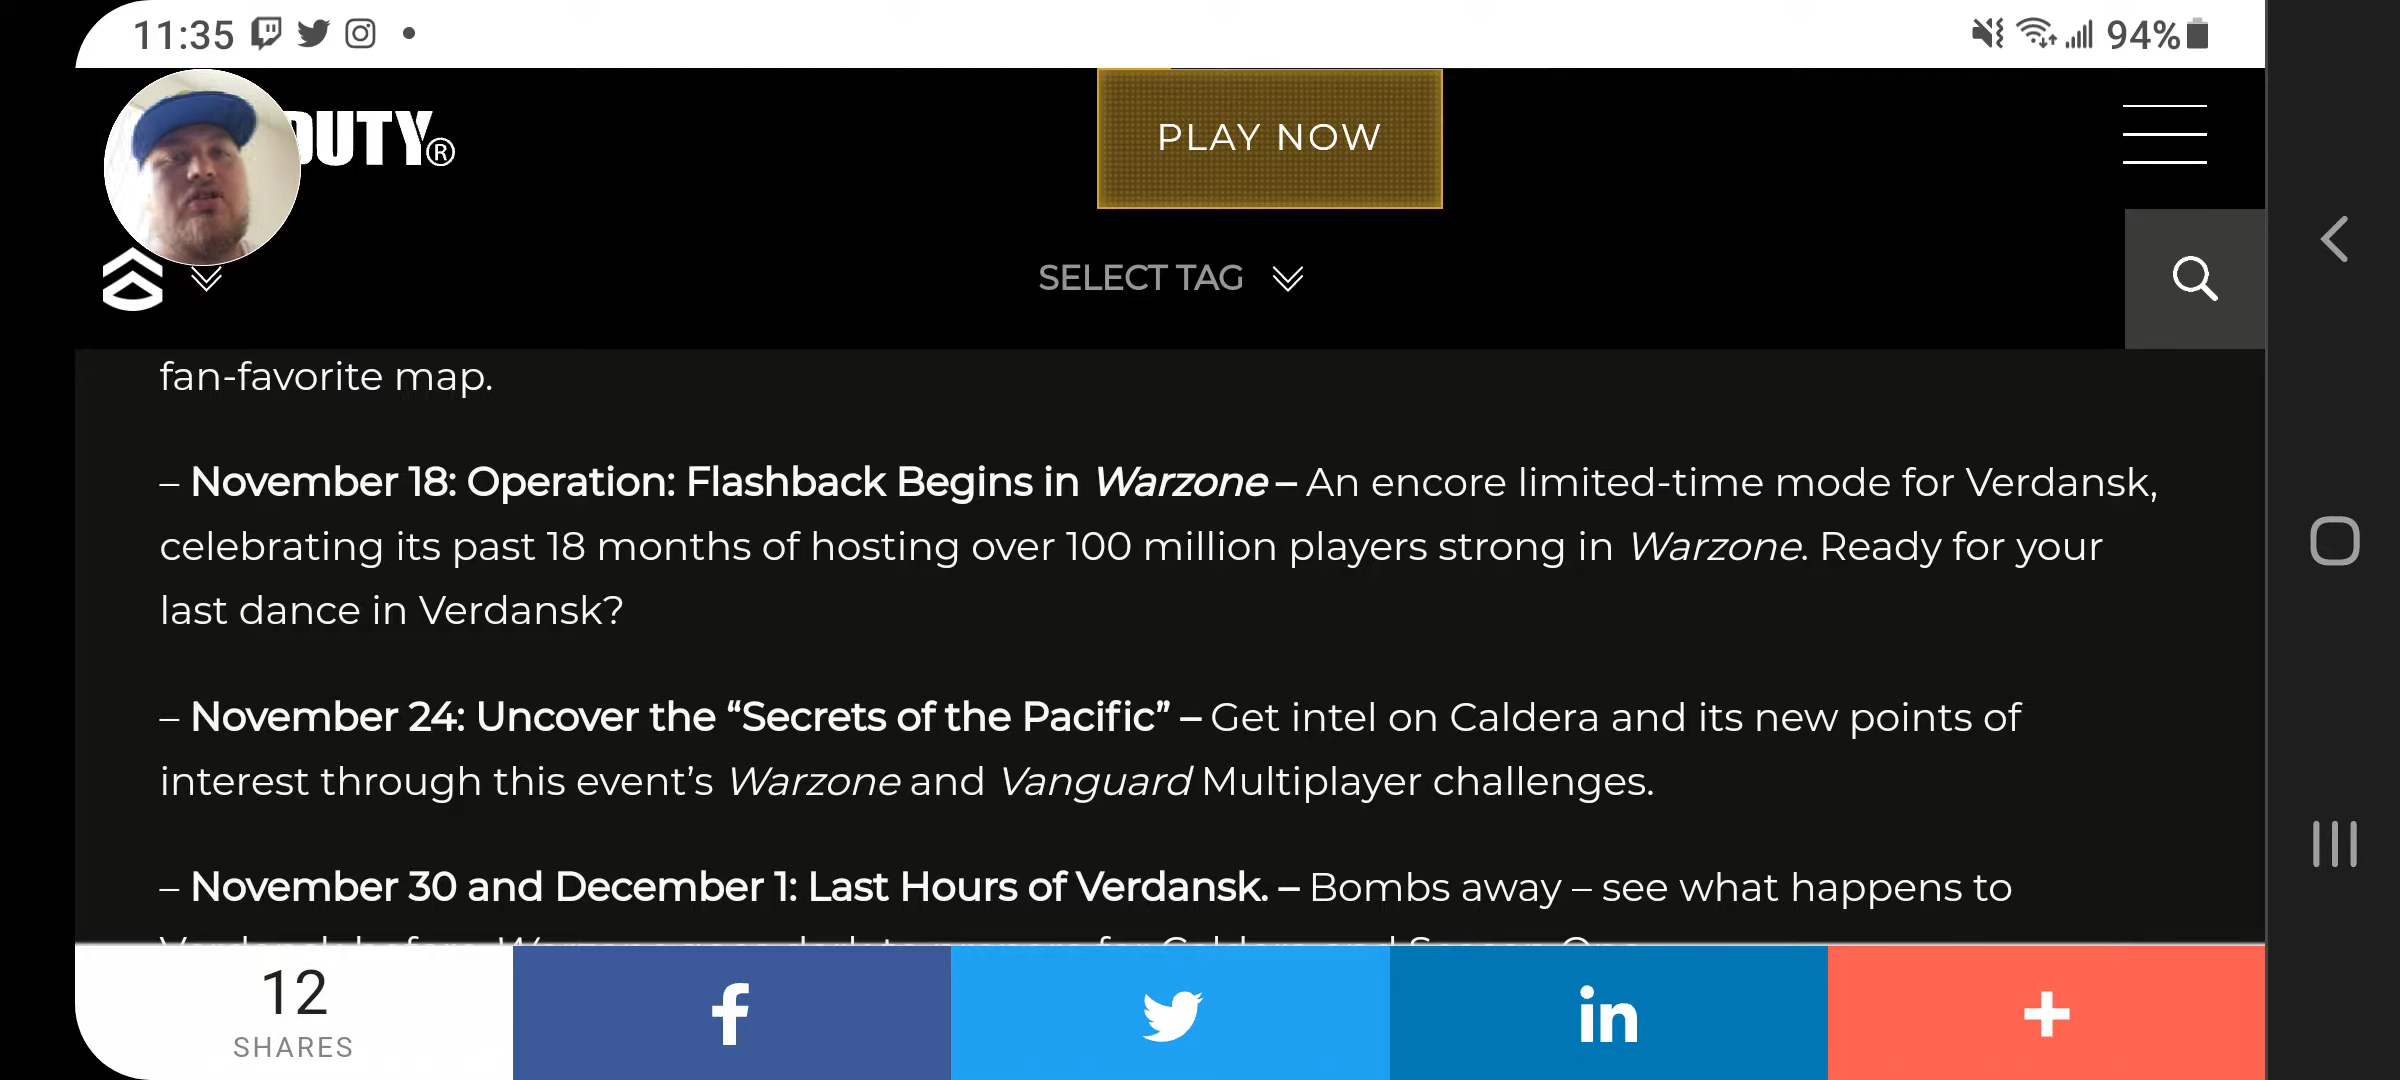 11:35
94%
DUTY®
PLAY NOW
SELECT TAG
fan-favorite map.
– November 18: Operation: Flashback Begins in Warzone – An encore limited-time mode for Verdansk,
celebrating its past 18 months of hosting over 100 million players strong in Warzone. Ready for your
last dance in Verdansk?
– November 24: Uncover the “Secrets of the Pacific” – Get intel on Caldera and its new points of
interest through this event’s Warzone and Vanguard Multiplayer challenges.
– November 30 and December 1: Last Hours of Verdansk. – Bombs away – see what happens to
12
SHARES
f
in